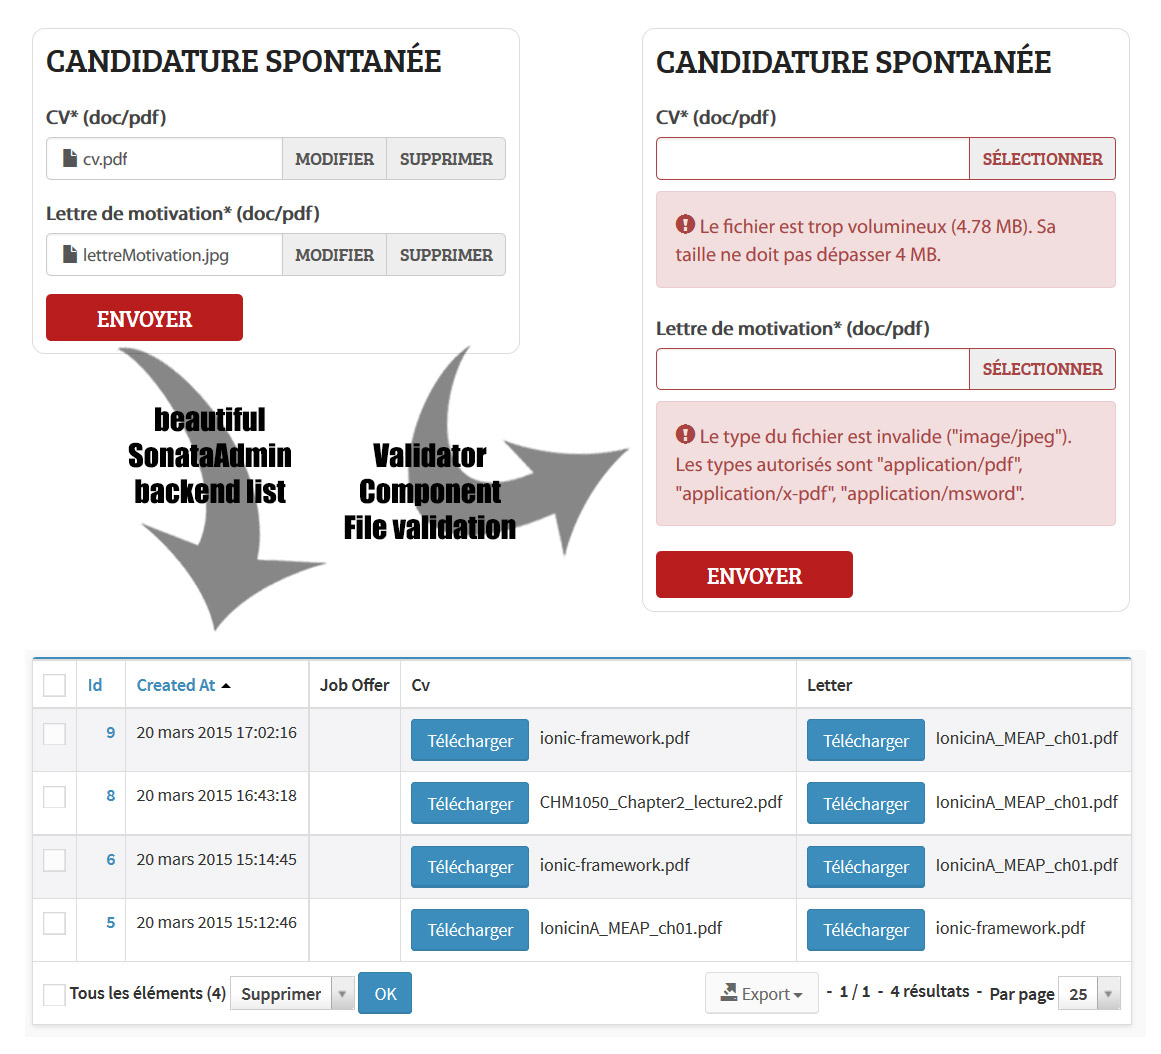 CANDIDATURE SPONTANÉE
CV* (doc/pdf)
cv.pdf MODIFIER SUPPRIMER
Lettre de motivation* (doc/pdf)
lettreMotivation.jpg MODIFIER SUPPRIMER
ENVOYER
CANDIDATURE SPONTANÉE
CV* (doc/pdf)
SÉLECTIONNER
Le fichier est trop volumineux (4.78 MB). Sa
taille ne doit pas dépasser 4 MB.
Lettre de motivation* (doc/pdf)
SÉLECTIONNER
Le type du fichier est invalide ("image/jpeg").
Les types autorisés sont "application/pdf",
"application/x-pdf", "application/msword".
ENVOYER
beautiful
SonataAdmin
backend list
Validator
Component
File validation
Id Created At Job Offer Cv Letter
9 20 mars 2015 17:02:16 Télécharger ionic-framework.pdf Télécharger IonicinA_MEAP_ch01.pdf
8 20 mars 2015 16:43:18 Télécharger CHM1050_Chapter2_lecture2.pdf Télécharger IonicinA_MEAP_ch01.pdf
6 20 mars 2015 15:14:45 Télécharger ionic-framework.pdf Télécharger IonicinA_MEAP_ch01.pdf
5 20 mars 2015 15:12:46 Télécharger IonicinA_MEAP_ch01.pdf Télécharger ionic-framework.pdf
Tous les éléments (4) Supprimer OK Export - 1 / 1 - 4 résultats - Par page 25